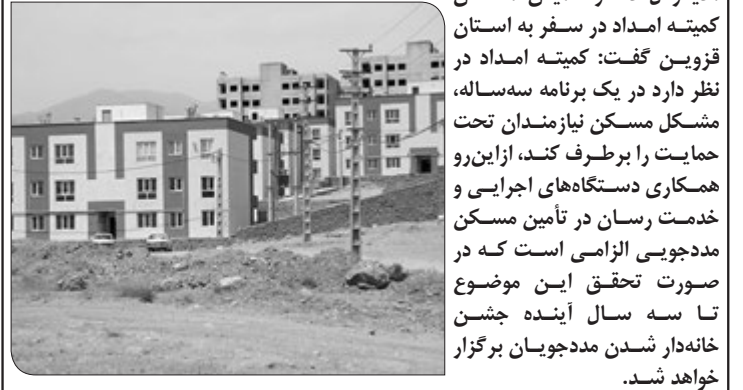 کمیته امداد در سفر به استان
قزوین گفت: کمیته امداد در
نظر دارد در یک برنامه سه‌ساله،
مشکل مسکن نیازمندان تحت
حمایت را برطرف کند، ازاین‌رو
همکاری دستگاه‌های اجرایی و
خدمت رسان در تأمین مسکن
مددجویی الزامی است که در
صورت تحقق این موضوع
تا سه سال آینده جشن
خانه‌دار شدن مددجویان برگزار
خواهد شد.